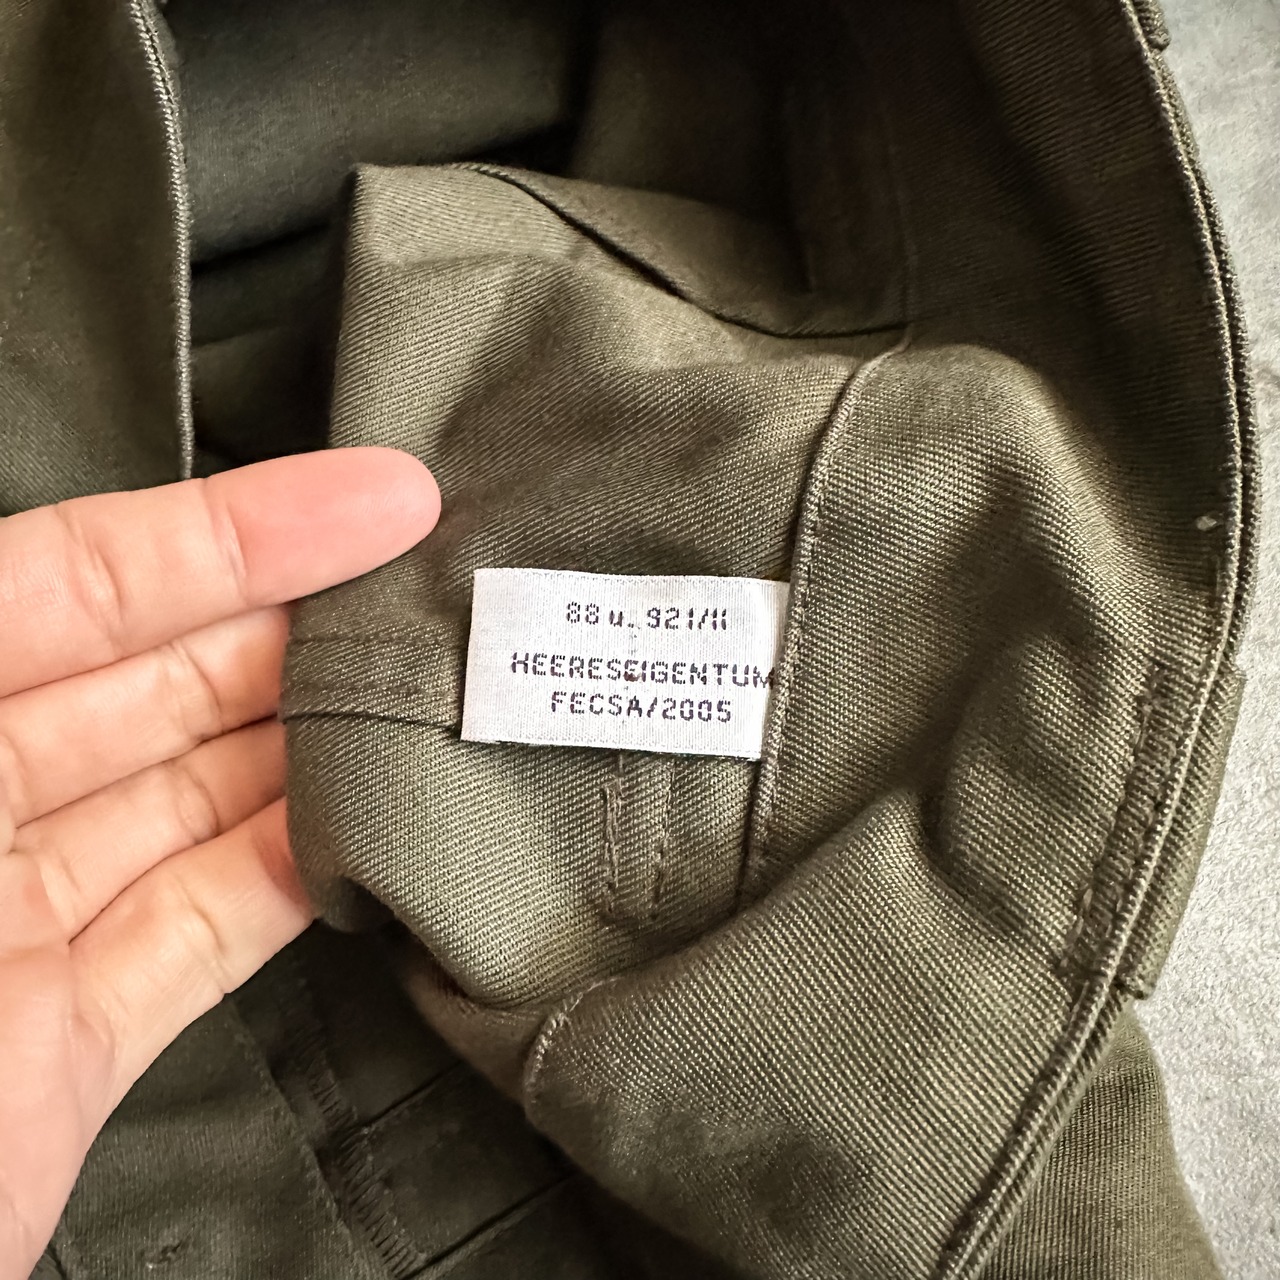 88 u. 921/II
HEERESEIGENTUM
FECSA/2005